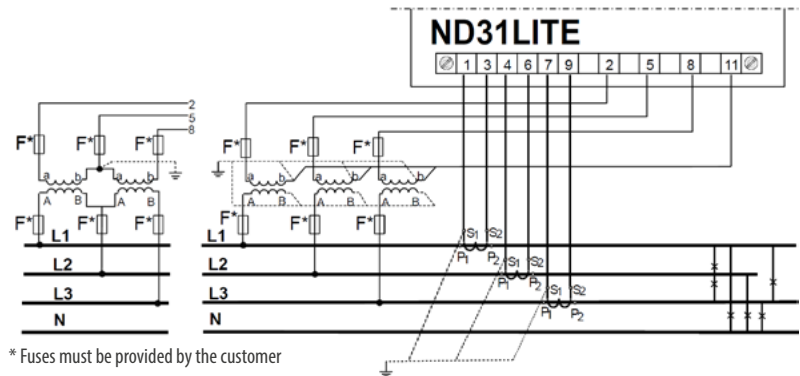 ND31LITE
1 3 4 6 7 9 2 5 8 11
2
5
8
F* F* F* F* F* F*
a b a b a b a b a b
A B A B A B A B A B
F* F* F* F* F* F*
S1 S2
L1 L1
P1 P2 S1 S2
L2 L2
P1 P2 S1 S2
L3 L3
P1 P2
N N
* Fuses must be provided by the customer